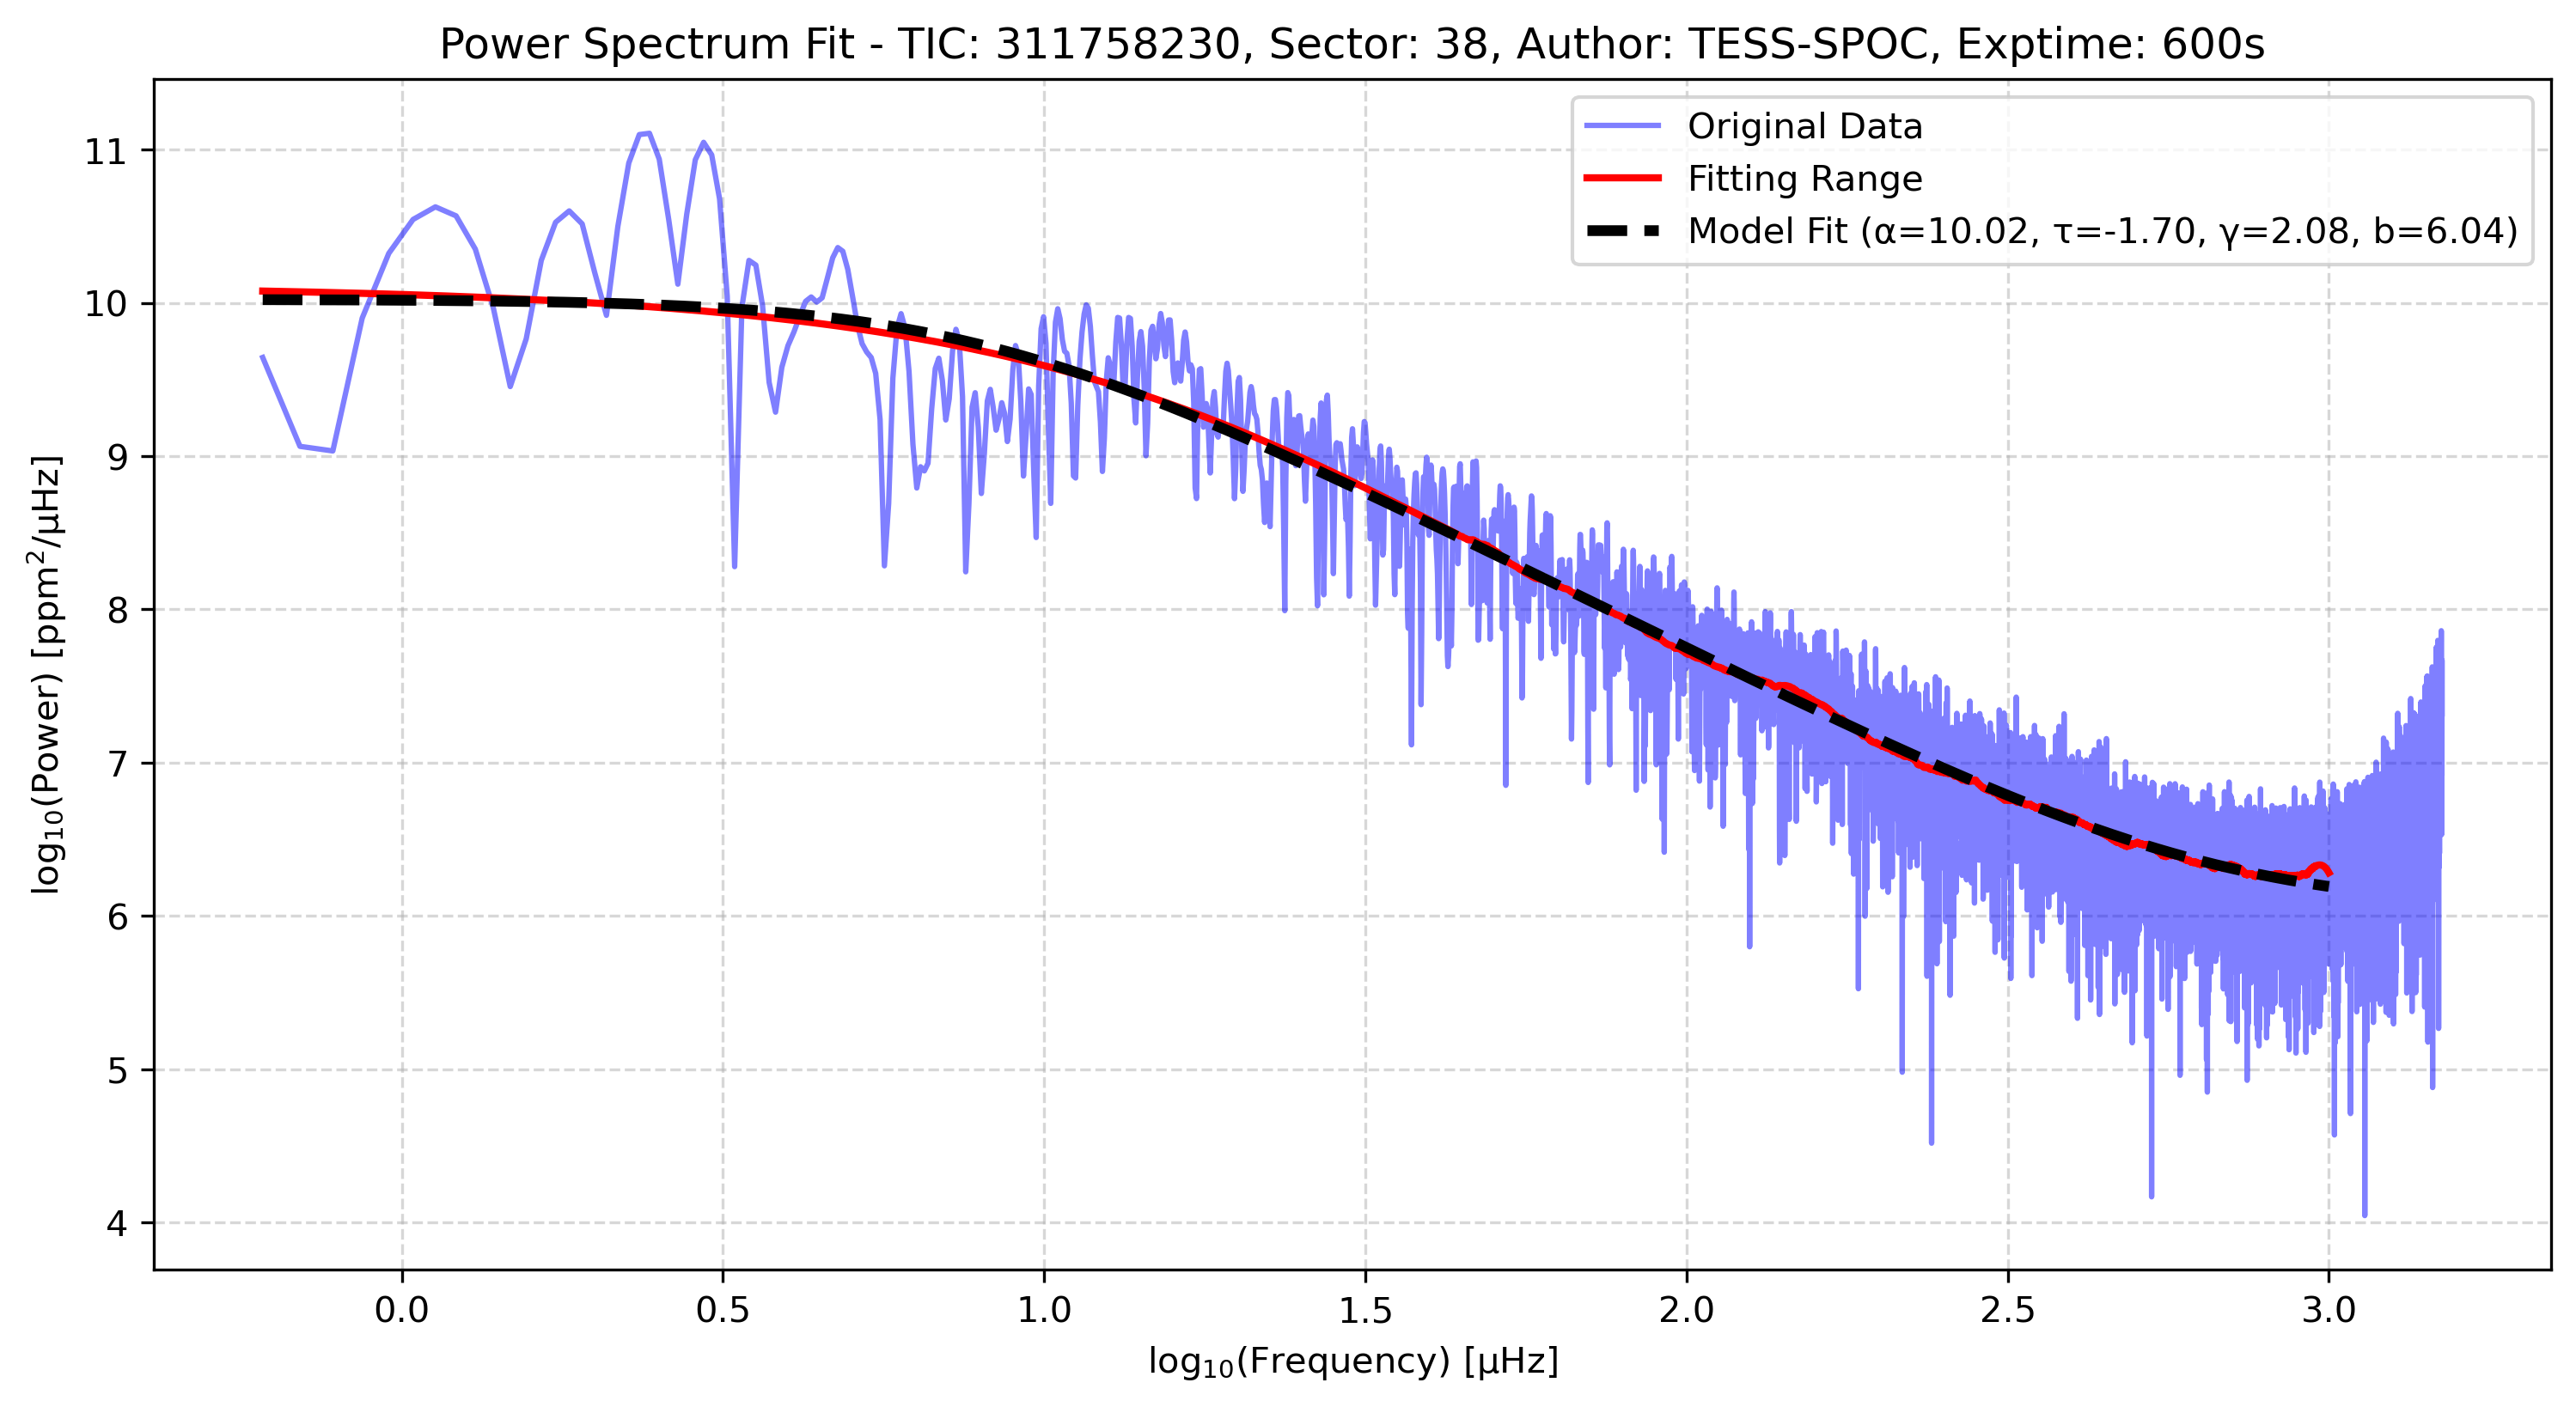 Power Spectrum Fit - TIC: 311758230, Sector: 38, Author: TESS-SPOC, Exptime: 600s
Original Data
Fitting Range
Model Fit (α=10.02, τ=-1.70, γ=2.08, b=6.04)
log₁₀(Power) [ppm²/μHz]
11
10
9
8
7
6
5
4
0.0 0.5 1.0 1.5 2.0 2.5 3.0
log₁₀(Frequency) [μHz]